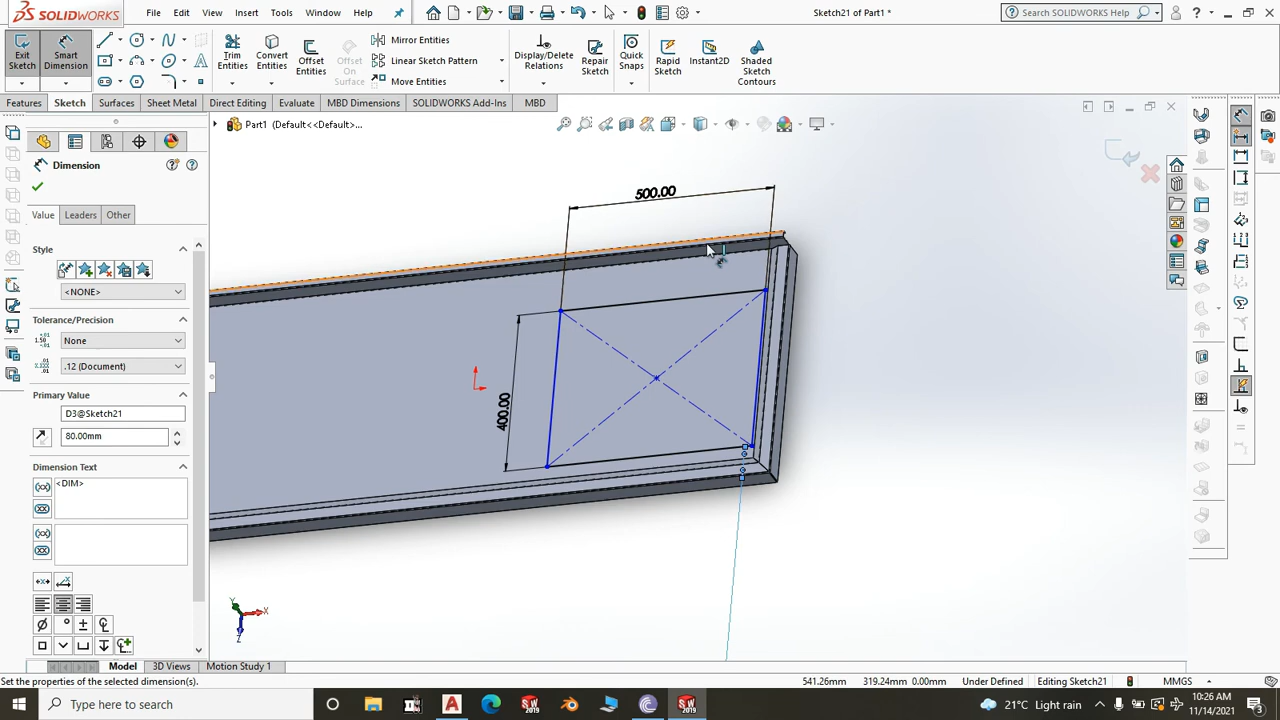 SOLIDWORKS
File
Edit
View
Insert
Tools
Window
Help
Sketch21 of Part1 *
Search SOLIDWORKS Help
Exit Sketch
Smart Dimension
Trim Entities
Convert Entities
Offset Entities
Offset On Surface
Mirror Entities
Linear Sketch Pattern
Move Entities
Display/Delete Relations
Repair Sketch
Quick Snaps
Rapid Sketch
Instant2D
Shaded Sketch Contours
Features
Sketch
Surfaces
Sheet Metal
Direct Editing
Evaluate
MBD Dimensions
SOLIDWORKS Add-Ins
MBD
Part1 (Default<<Default>...
Dimension
Value
Leaders
Other
Style
<NONE>
Tolerance/Precision
None
.12 (Document)
Primary Value
D3@Sketch21
80.00mm
Dimension Text
<DIM>
500.00
400.00
Y
X
Z
Model
3D Views
Motion Study 1
Set the properties of the selected dimension(s).
541.26mm
319.24mm 0.00mm
Under Defined
Editing Sketch21
MMGS
Type here to search
21°C Light rain
10:26 AM
11/14/2021